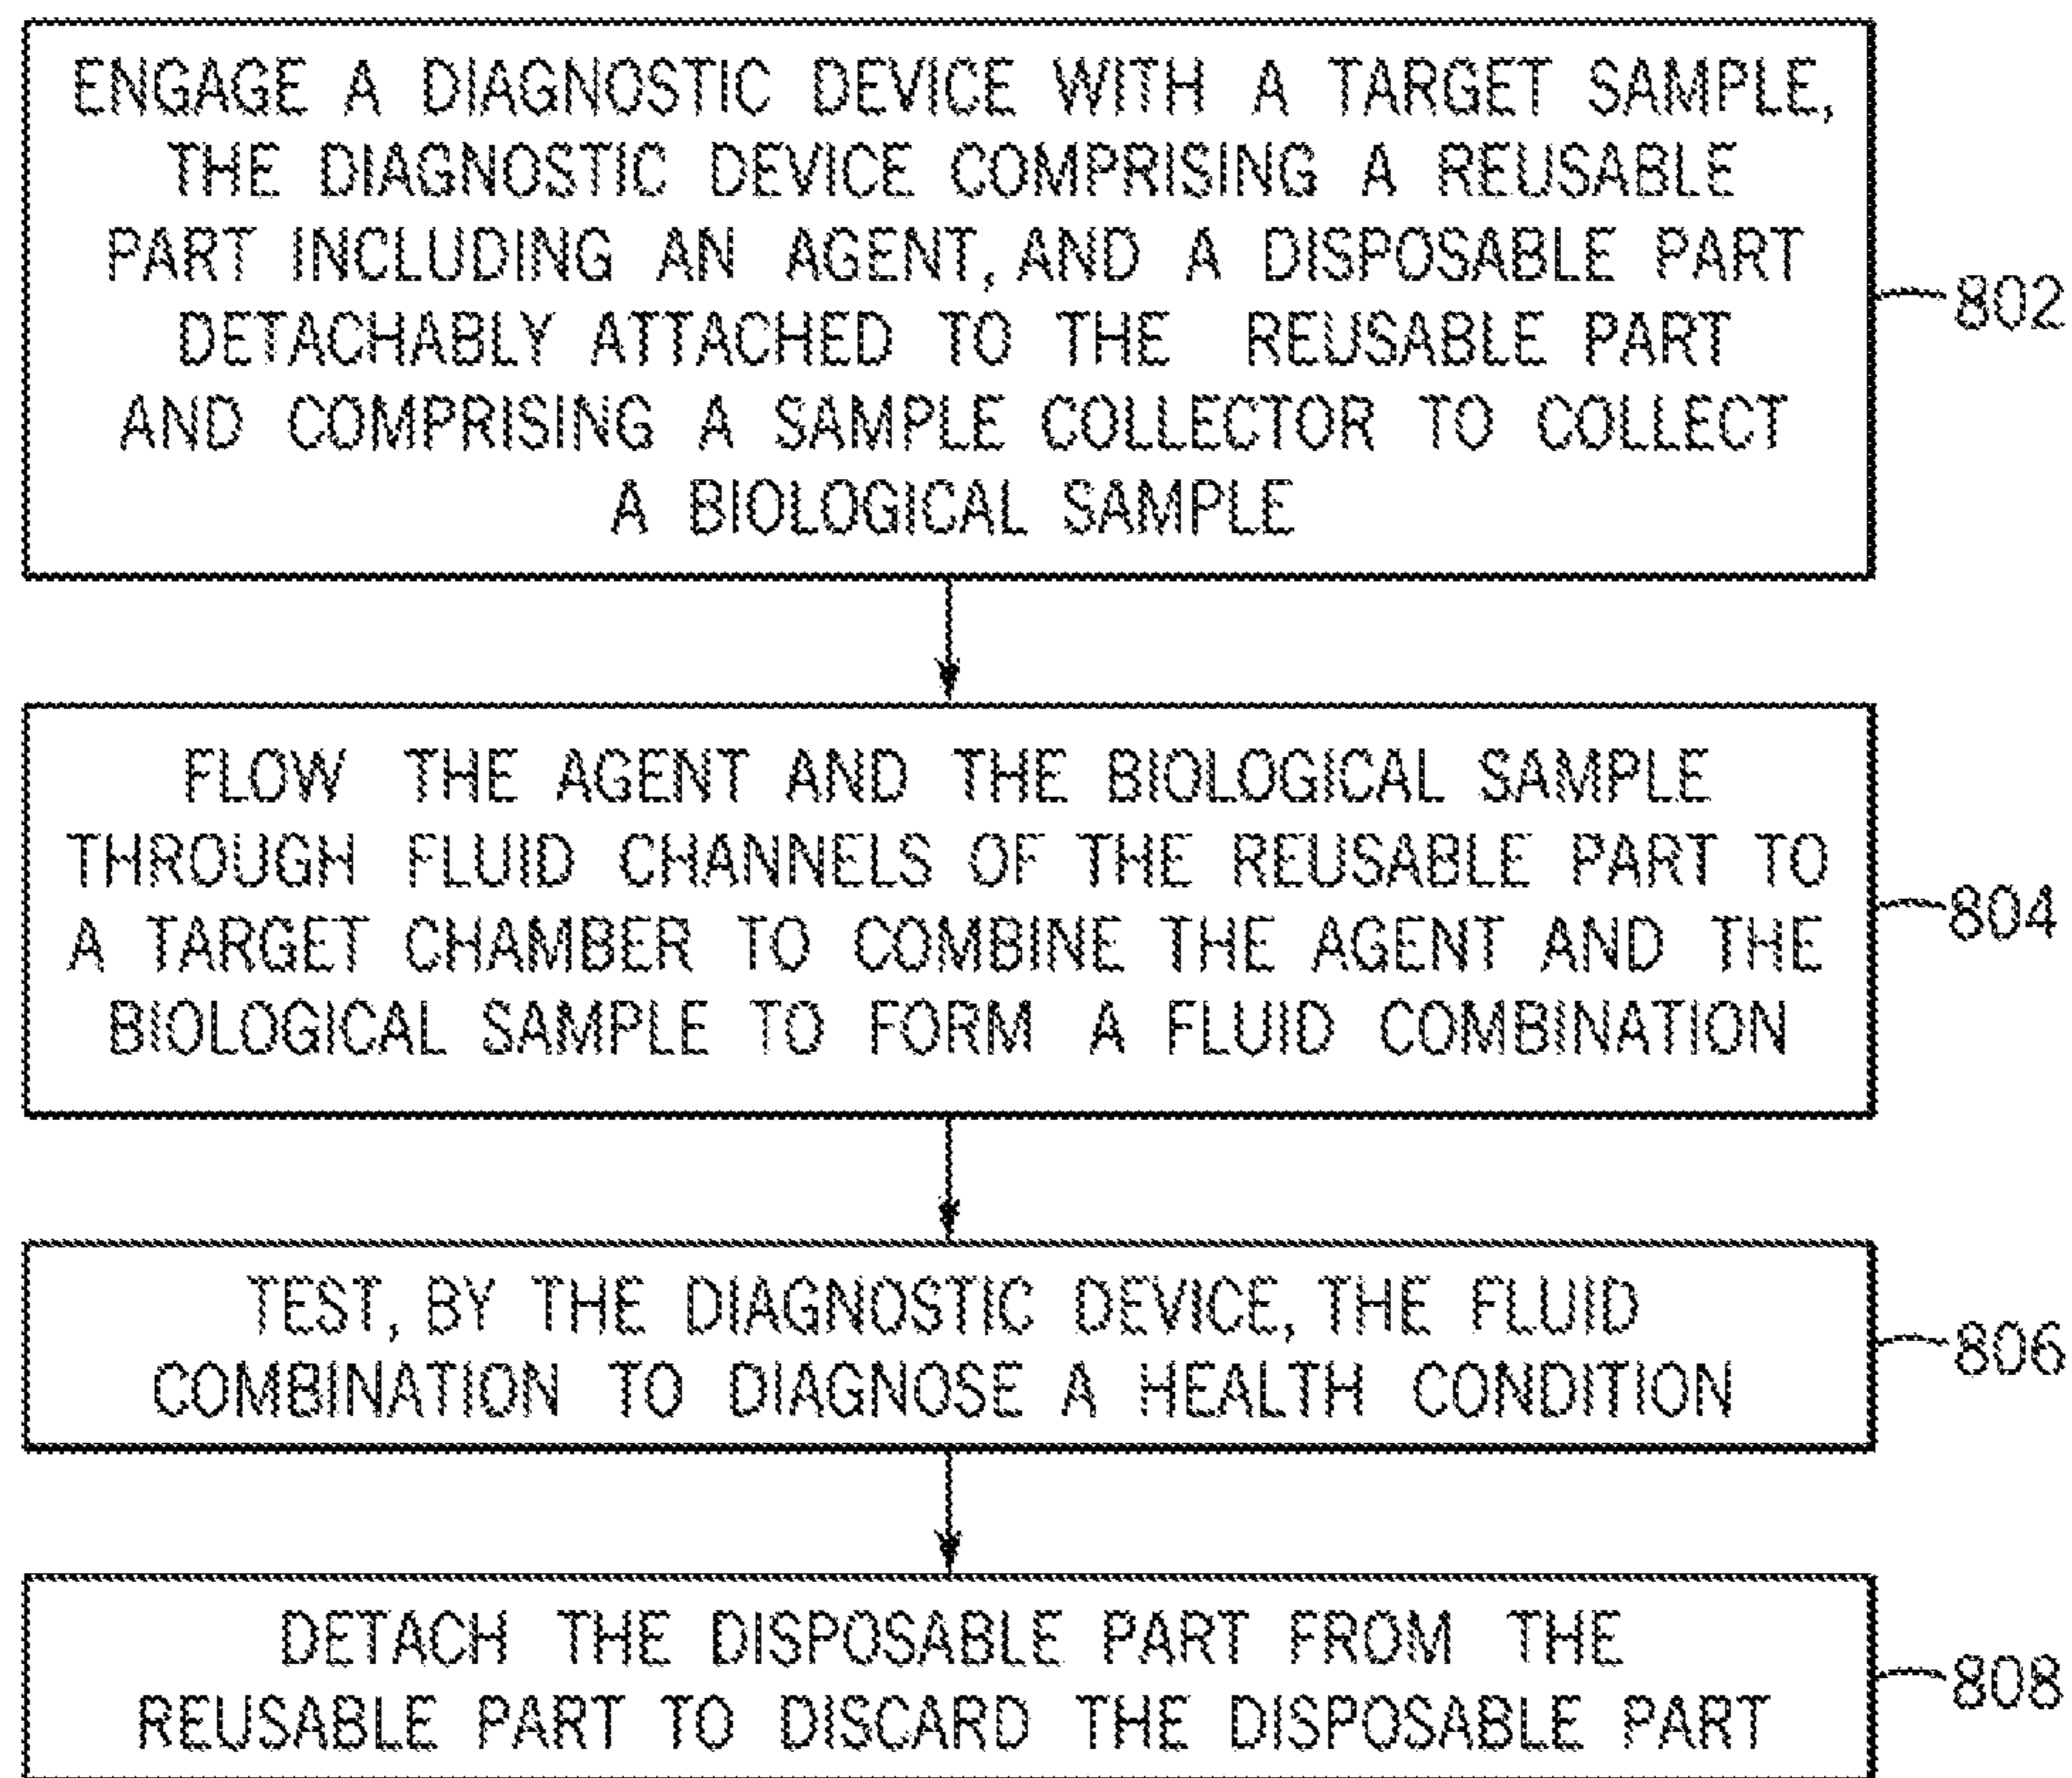 ENGAGE A DIAGNOSTIC DEVICE WITH A TARGET SAMPLE,
THE DIAGNOSTIC DEVICE COMPRISING A REUSABLE
PART INCLUDING AN AGENT, AND A DISPOSABLE PART
DETACHABLY ATTACHED TO THE REUSABLE PART
AND COMPRISING A SAMPLE COLLECTOR TO COLLECT
A BIOLOGICAL SAMPLE
802
FLOW THE AGENT AND THE BIOLOGICAL SAMPLE
THROUGH FLUID CHANNELS OF THE REUSABLE PART TO
A TARGET CHAMBER TO COMBINE THE AGENT AND THE
BIOLOGICAL SAMPLE TO FORM A FLUID COMBINATION
804
TEST, BY THE DIAGNOSTIC DEVICE, THE FLUID
COMBINATION TO DIAGNOSE A HEALTH CONDITION
806
DETACH THE DISPOSABLE PART FROM THE
REUSABLE PART TO DISCARD THE DISPOSABLE PART
808